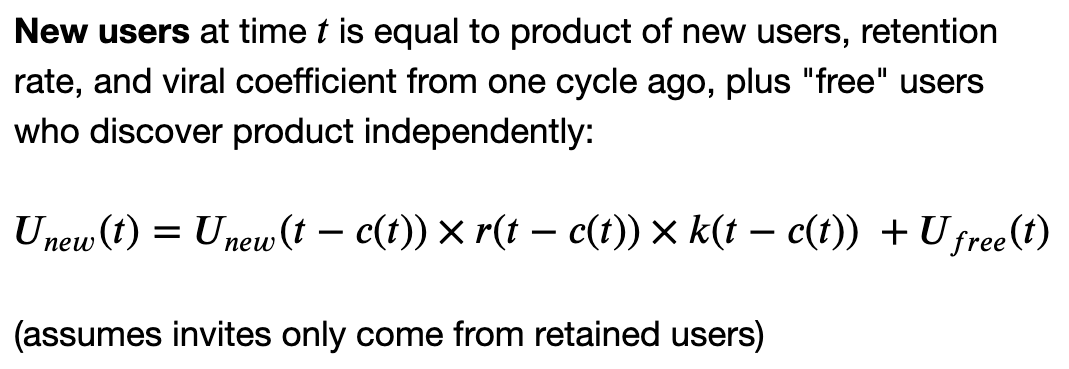 New users at time t is equal to product of new users, retention
rate, and viral coefficient from one cycle ago, plus "free" users
who discover product independently:
U_new(t) = U_new(t − c(t)) × r(t − c(t)) × k(t − c(t)) + U_free(t)
(assumes invites only come from retained users)